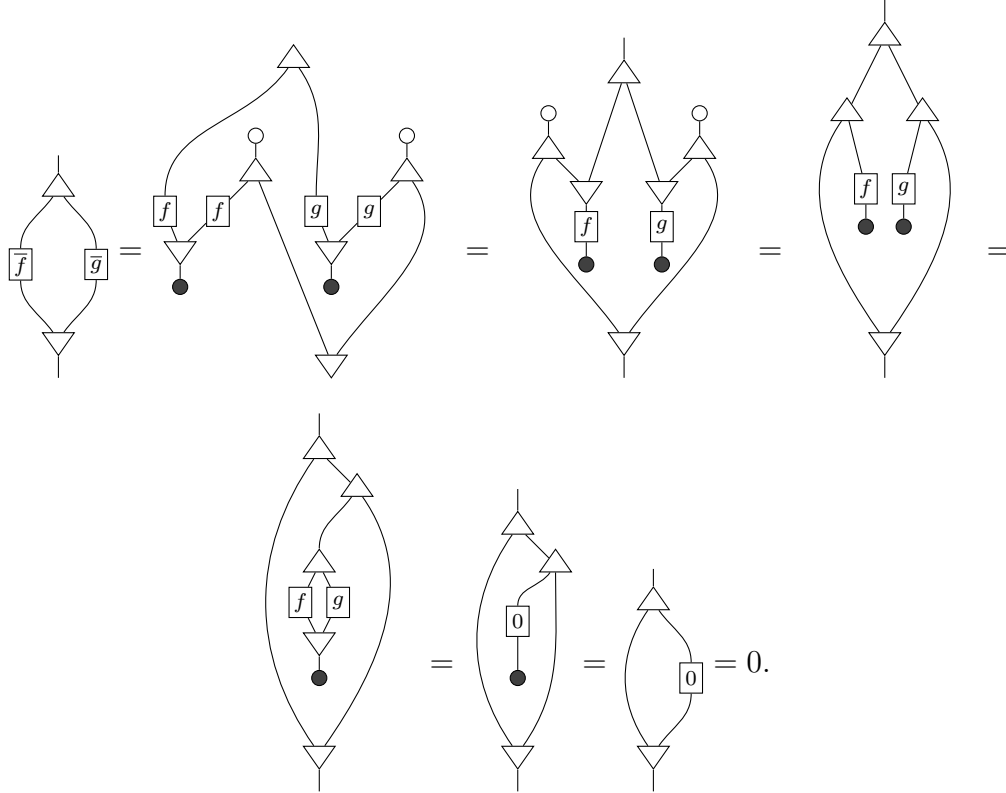 f̅ g̅ = f f g g = f g = f g =
f g = 0 = 0 = 0.